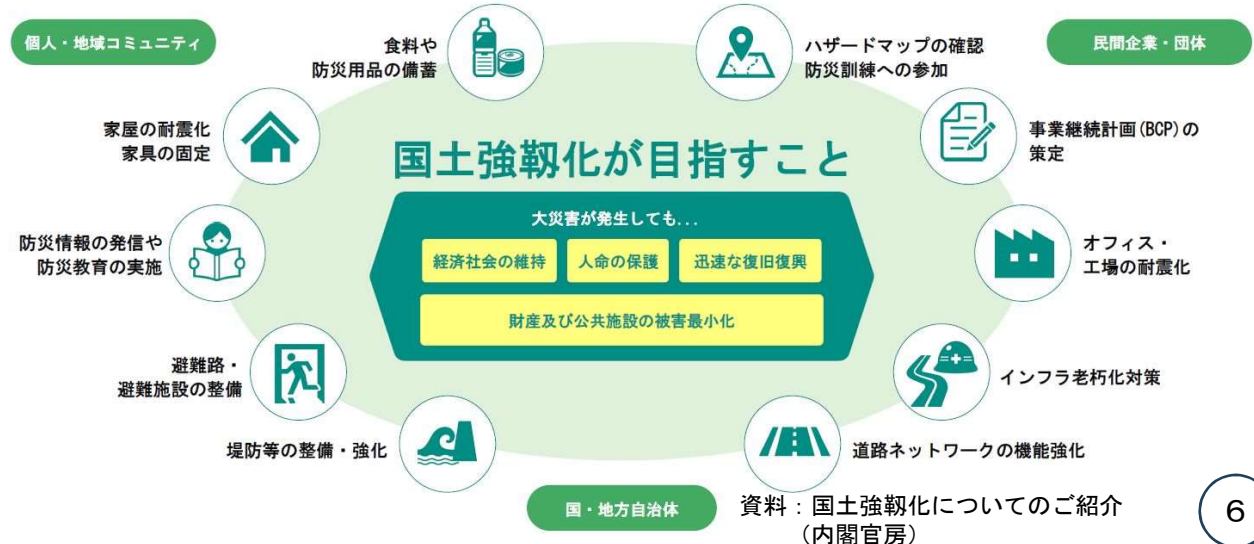 個人・地域コミュニティ
民間企業・団体
食料や
防災用品の備蓄
ハザードマップの確認
防災訓練への参加
家屋の耐震化
家具の固定
事業継続計画(BCP)の
策定
国土強靱化が目指すこと
大災害が発生しても...
経済社会の維持
人命の保護
迅速な復旧復興
財産及び公共施設の被害最小化
防災情報の発信や
防災教育の実施
オフィス・
工場の耐震化
避難路・
避難施設の整備
インフラ老朽化対策
堤防等の整備・強化
道路ネットワークの機能強化
国・地方自治体
資料：国土強靱化についてのご紹介
（内閣官房）
6